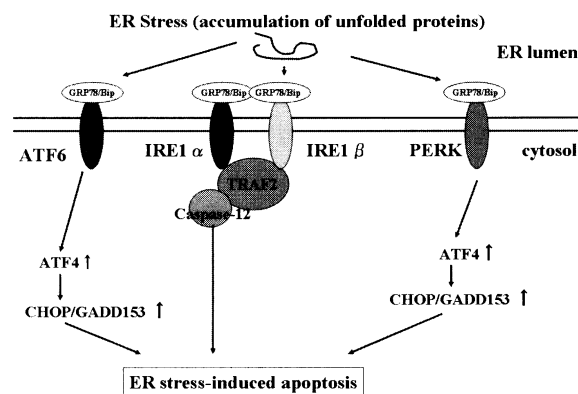 ER Stress (accumulation of unfolded proteins)
ER lumen
GRP78/Bip
GRP78/Bip
GRP78/Bip
GRP78/Bip
ATF6
IRE1 α
IRE1 β
PERK
cytosol
TRAF2
Caspase-12
ATF4 ↑
CHOP/GADD153 ↑
ATF4 ↑
CHOP/GADD153 ↑
ER stress-induced apoptosis